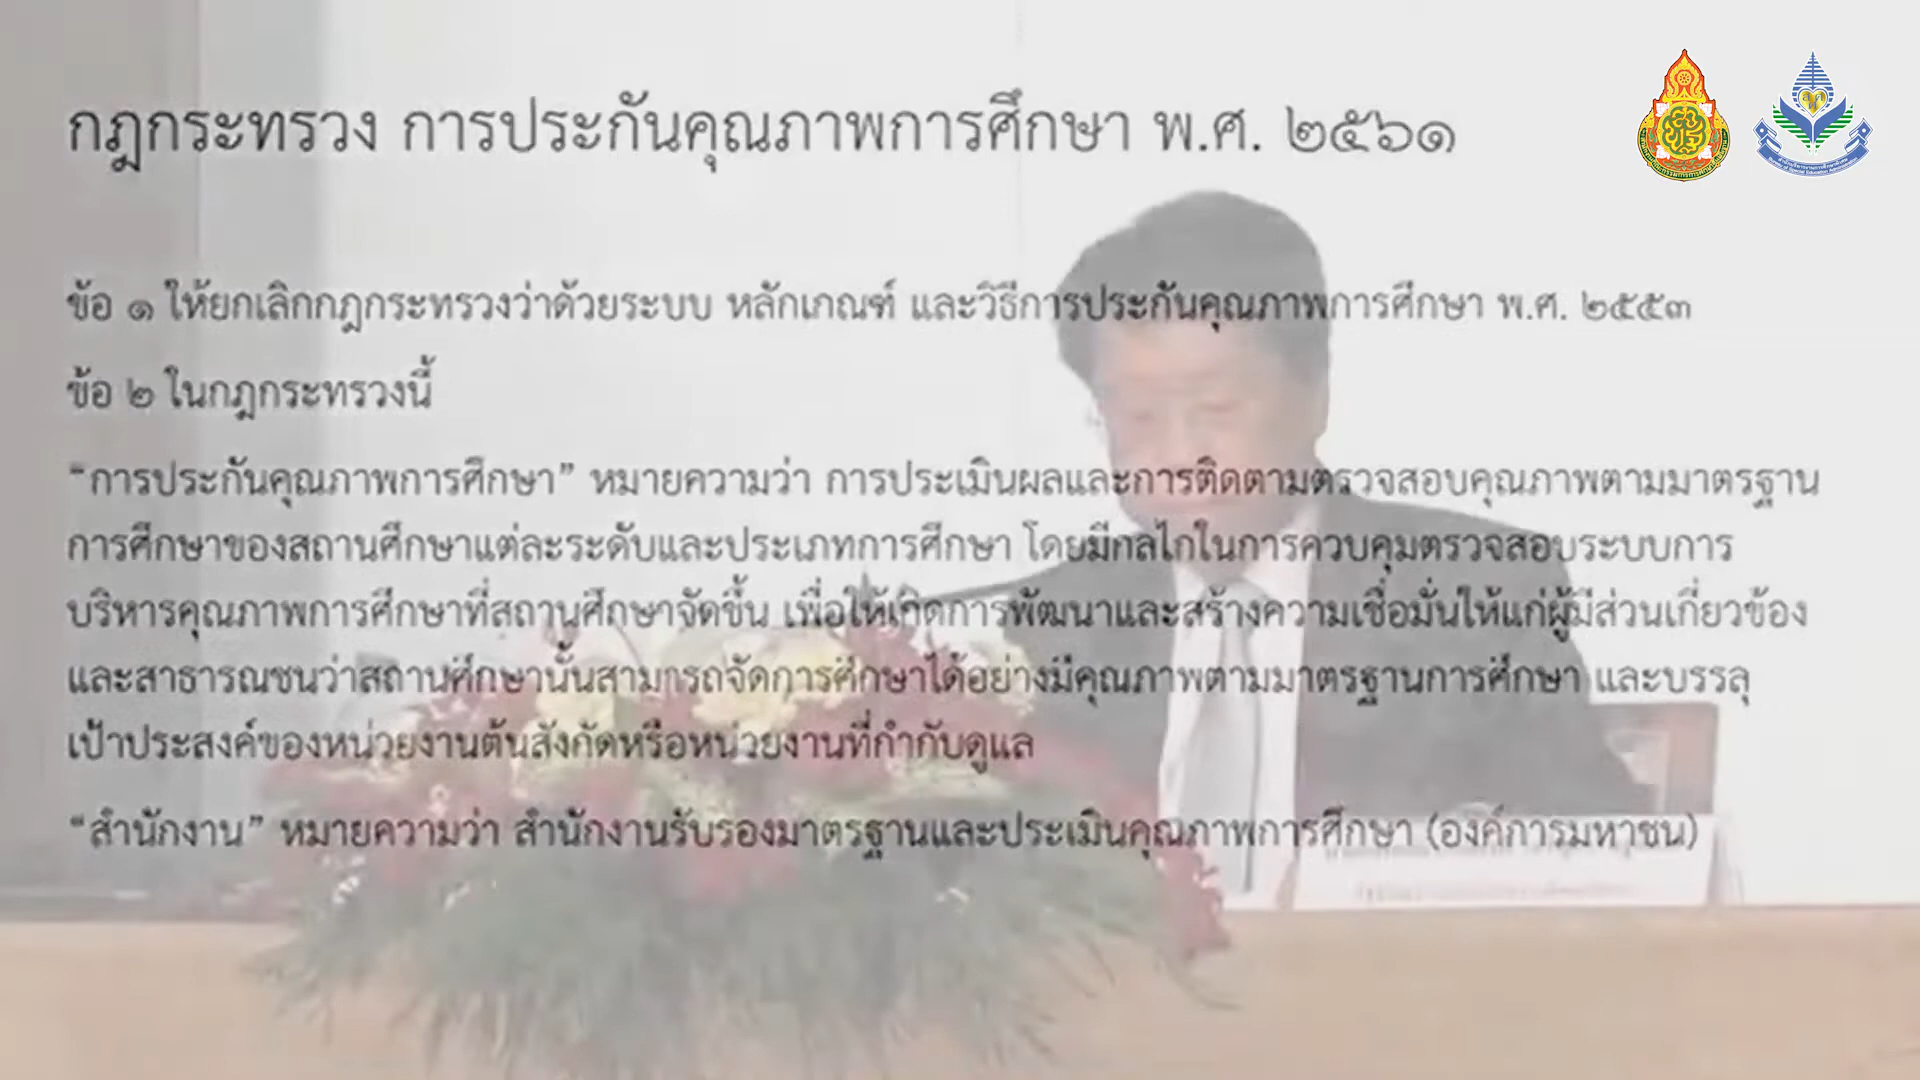 กฎกระทรวง การประกันคุณภาพการศึกษา พ.ศ. ๒๕๖๑
ข้อ ๑ ให้ยกเลิกกฎกระทรวงว่าด้วยระบบ หลักเกณฑ์ และวิธีการประกันคุณภาพการศึกษา พ.ศ. ๒๕๕๓
ข้อ ๒ ในกฎกระทรวงนี้
“การประกันคุณภาพการศึกษา” หมายความว่า การประเมินผลและการติดตามตรวจสอบคุณภาพตามมาตรฐาน
การศึกษาของสถานศึกษาแต่ละระดับและประเภทการศึกษา โดยมีกลไกในการควบคุมตรวจสอบระบบการ
บริหารคุณภาพการศึกษาที่สถานศึกษาจัดขึ้น เพื่อให้เกิดการพัฒนาและสร้างความเชื่อมั่นให้แก่ผู้มีส่วนเกี่ยวข้อง
และสาธารณชนว่าสถานศึกษานั้นสามารถจัดการศึกษาได้อย่างมีคุณภาพตามมาตรฐานการศึกษา และบรรลุ
เป้าประสงค์ของหน่วยงานต้นสังกัดหรือหน่วยงานที่กำกับดูแล
“สำนักงาน” หมายความว่า สำนักงานรับรองมาตรฐานและประเมินคุณภาพการศึกษา (องค์การมหาชน)